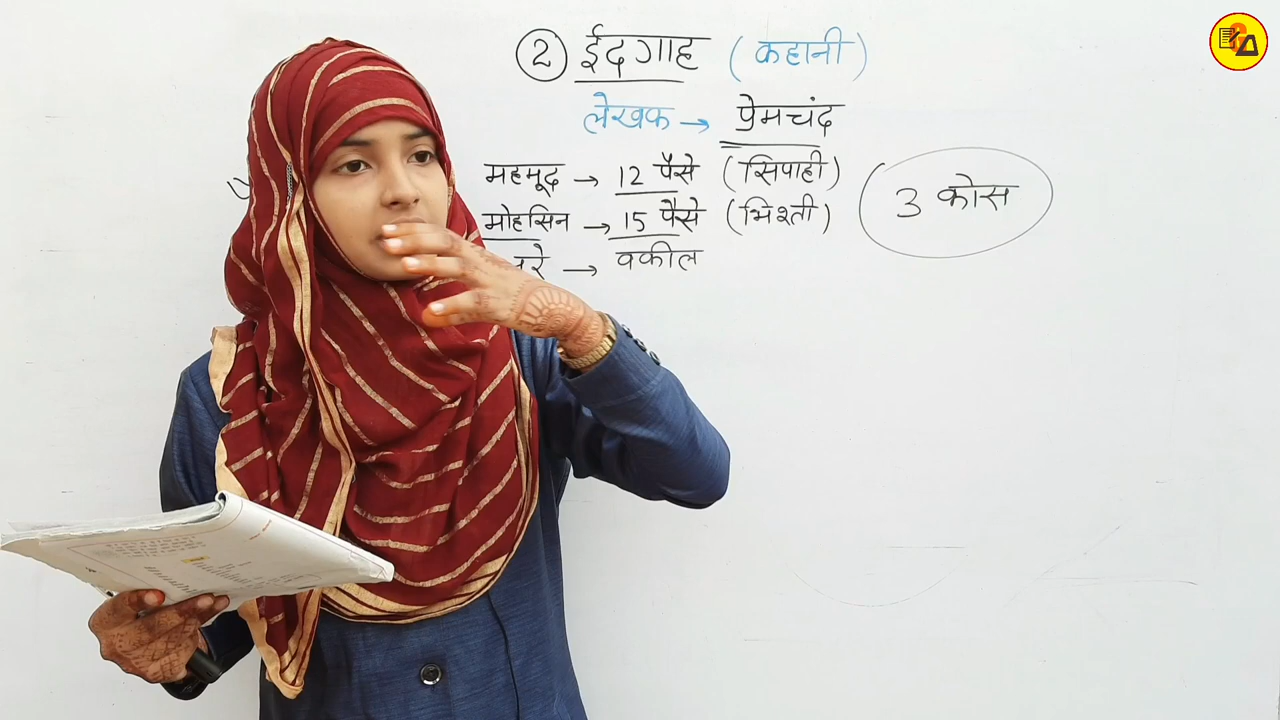 2 ईदगाह (कहानी)
लेखक → प्रेमचंद
महमूद → 12 पैसे (सिपाही)
मोहसिन → 15 पैसे (भिश्ती)
→ वकील
3 कोस